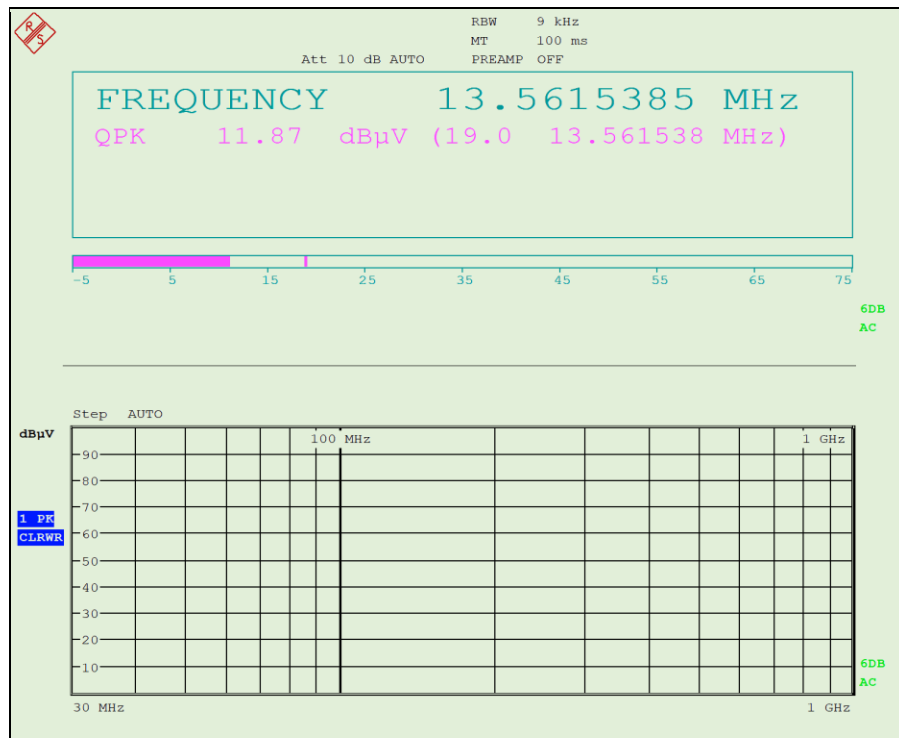 R S
RBW 9 kHz
MT 100 ms
Att 10 dB AUTO PREAMP OFF
FREQUENCY 13.5615385 MHz
QPK 11.87 dBµV (19.0 13.561538 MHz)
-5 5 15 25 35 45 55 65 75
6DB
AC
Step AUTO
dBµV
100 MHz 1 GHz
90
80
70
1 PK
60
CLRWR
50
40
30
20
10
6DB
AC
30 MHz 1 GHz